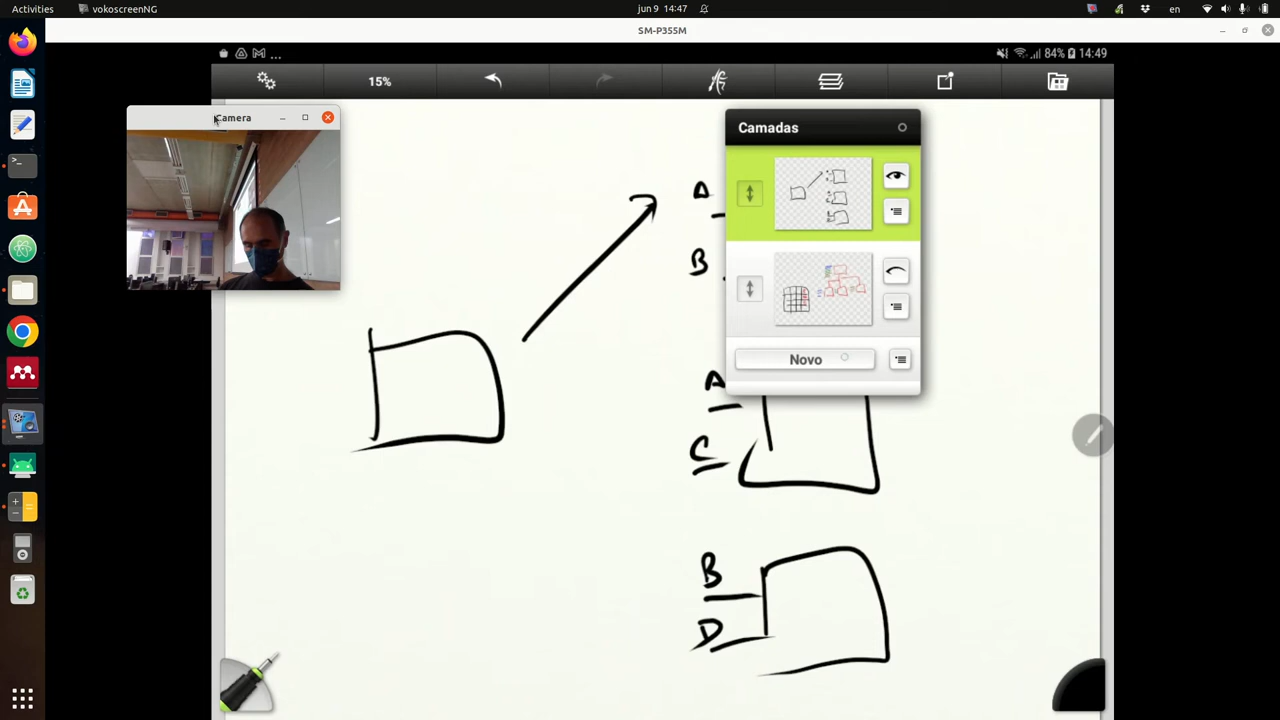 Activities
vokoscreenNG
jun 9 14:47
en
SM-P355M
...
84% 14:49
15%
Camera
Camadas
Novo
A
B
A
C
B
D